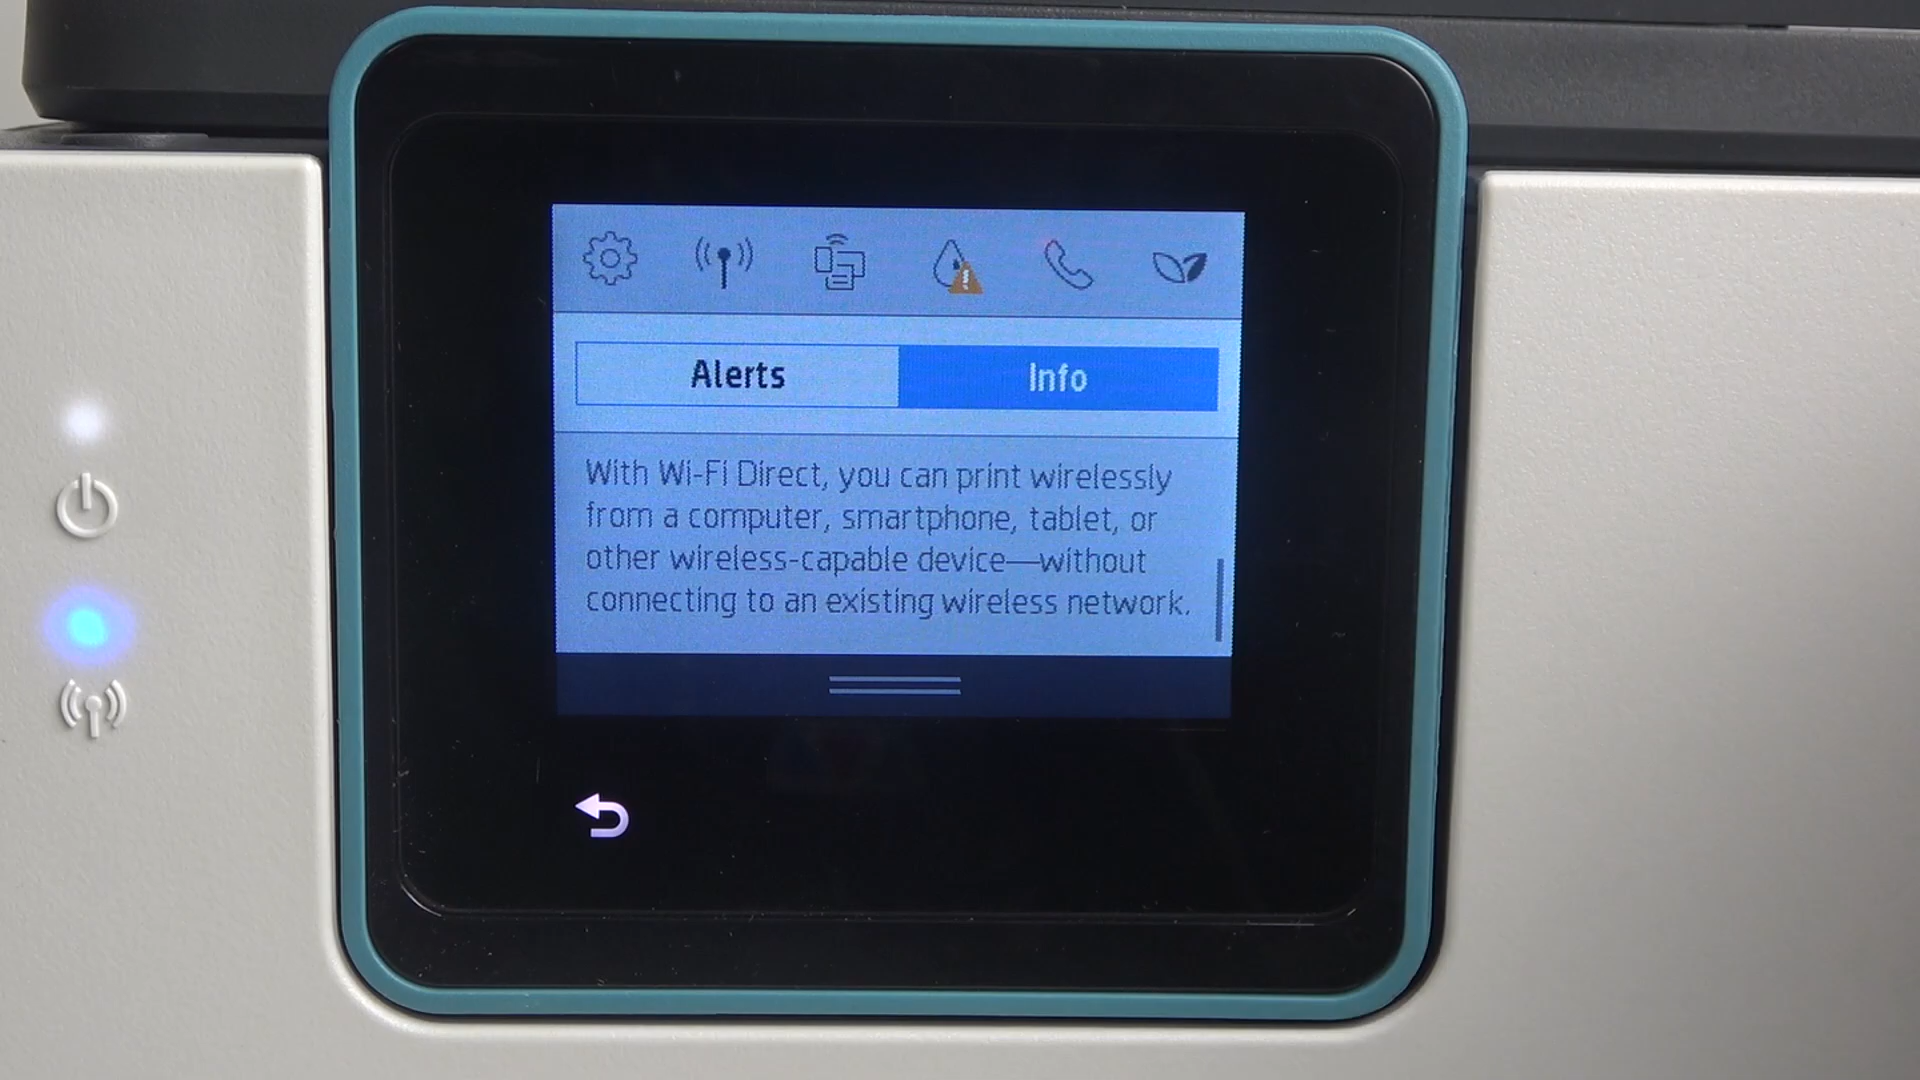 Alerts Info
With Wi-Fi Direct, you can print wirelessly
from a computer, smartphone, tablet, or
other wireless-capable device—without
connecting to an existing wireless network.